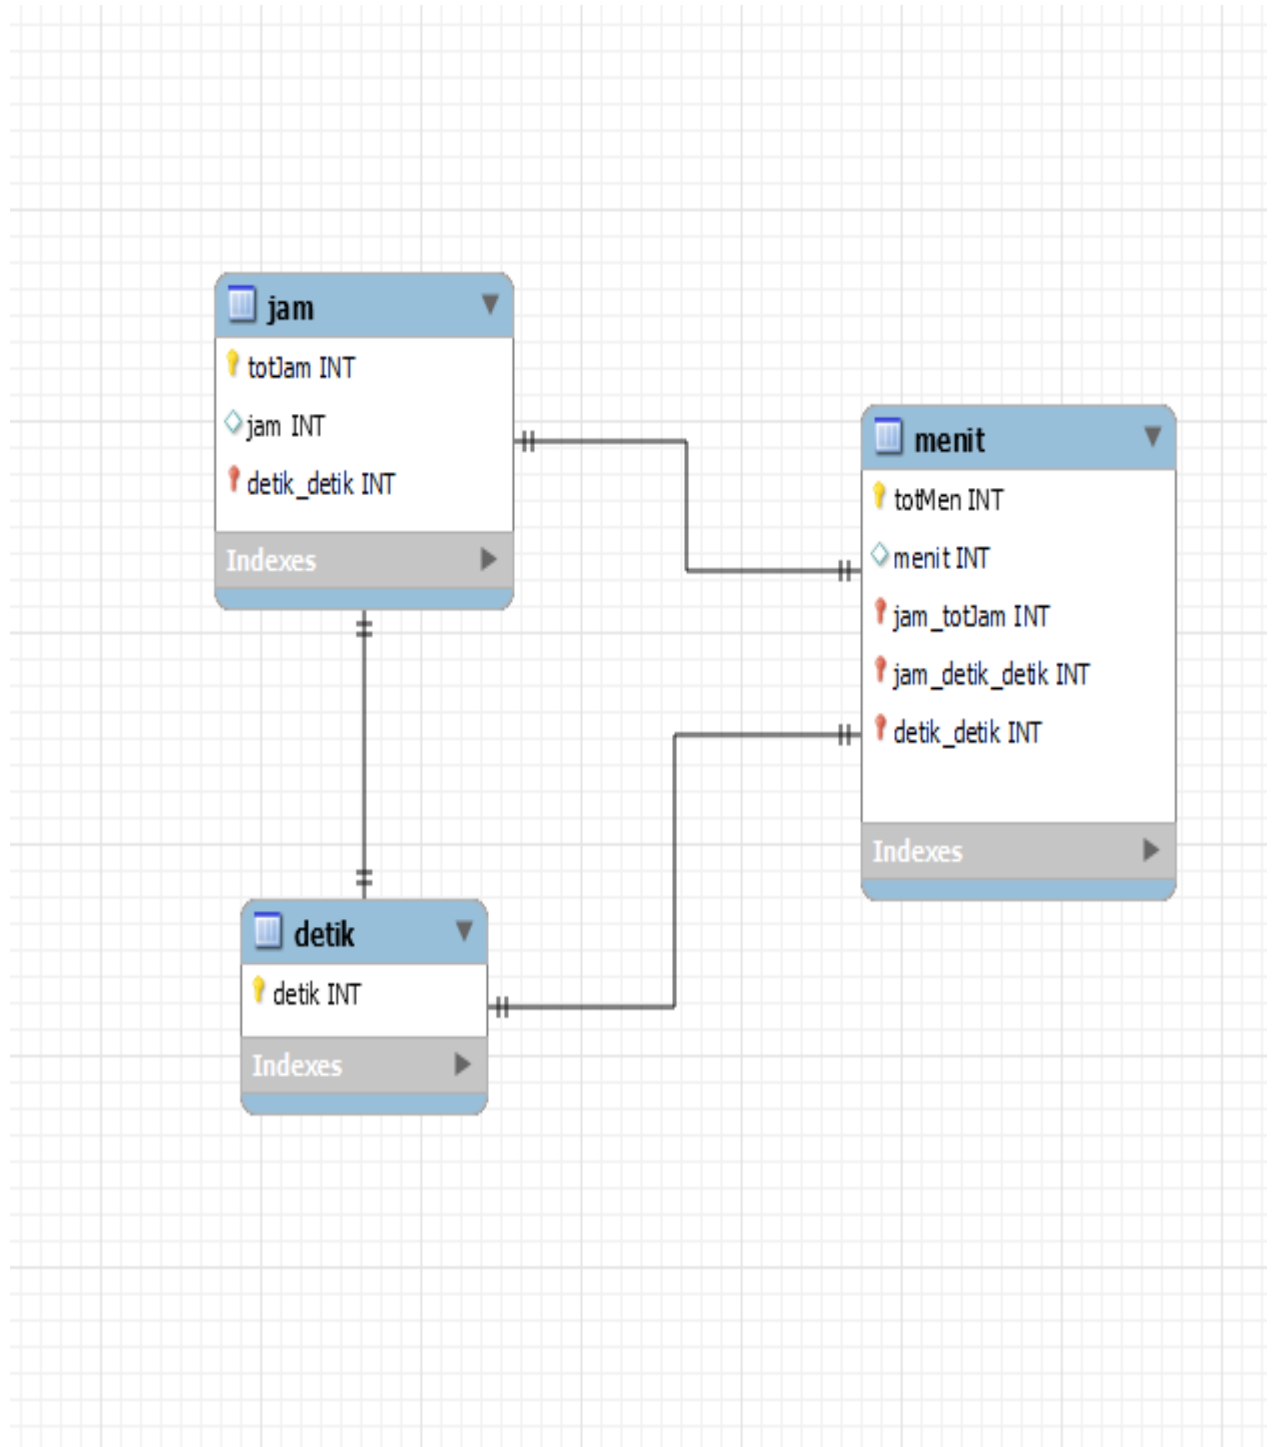 jam
totJam INT
jam INT
detik_detik INT
Indexes
menit
totMen INT
menit INT
jam_totJam INT
jam_detik_detik INT
detik_detik INT
Indexes
detik
detik INT
Indexes